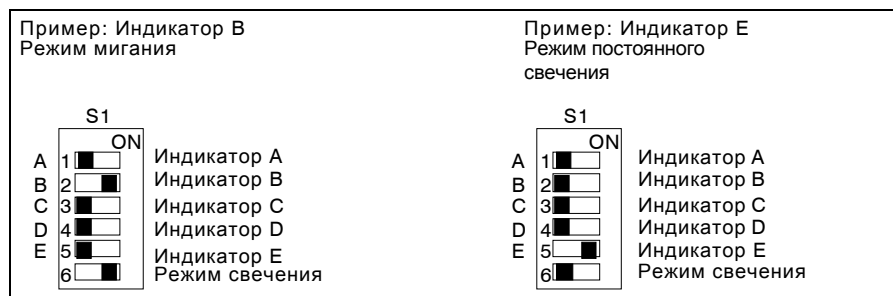 Пример: Индикатор В
Режим мигания
S1
ON
A 1 Индикатор А
B 2 Индикатор В
C 3 Индикатор С
D 4 Индикатор D
E 5 Индикатор Е
6 Режим свечения
Пример: Индикатор Е
Режим постоянного
свечения
S1
ON
A 1 Индикатор А
B 2 Индикатор В
C 3 Индикатор С
D 4 Индикатор D
E 5 Индикатор Е
6 Режим свечения